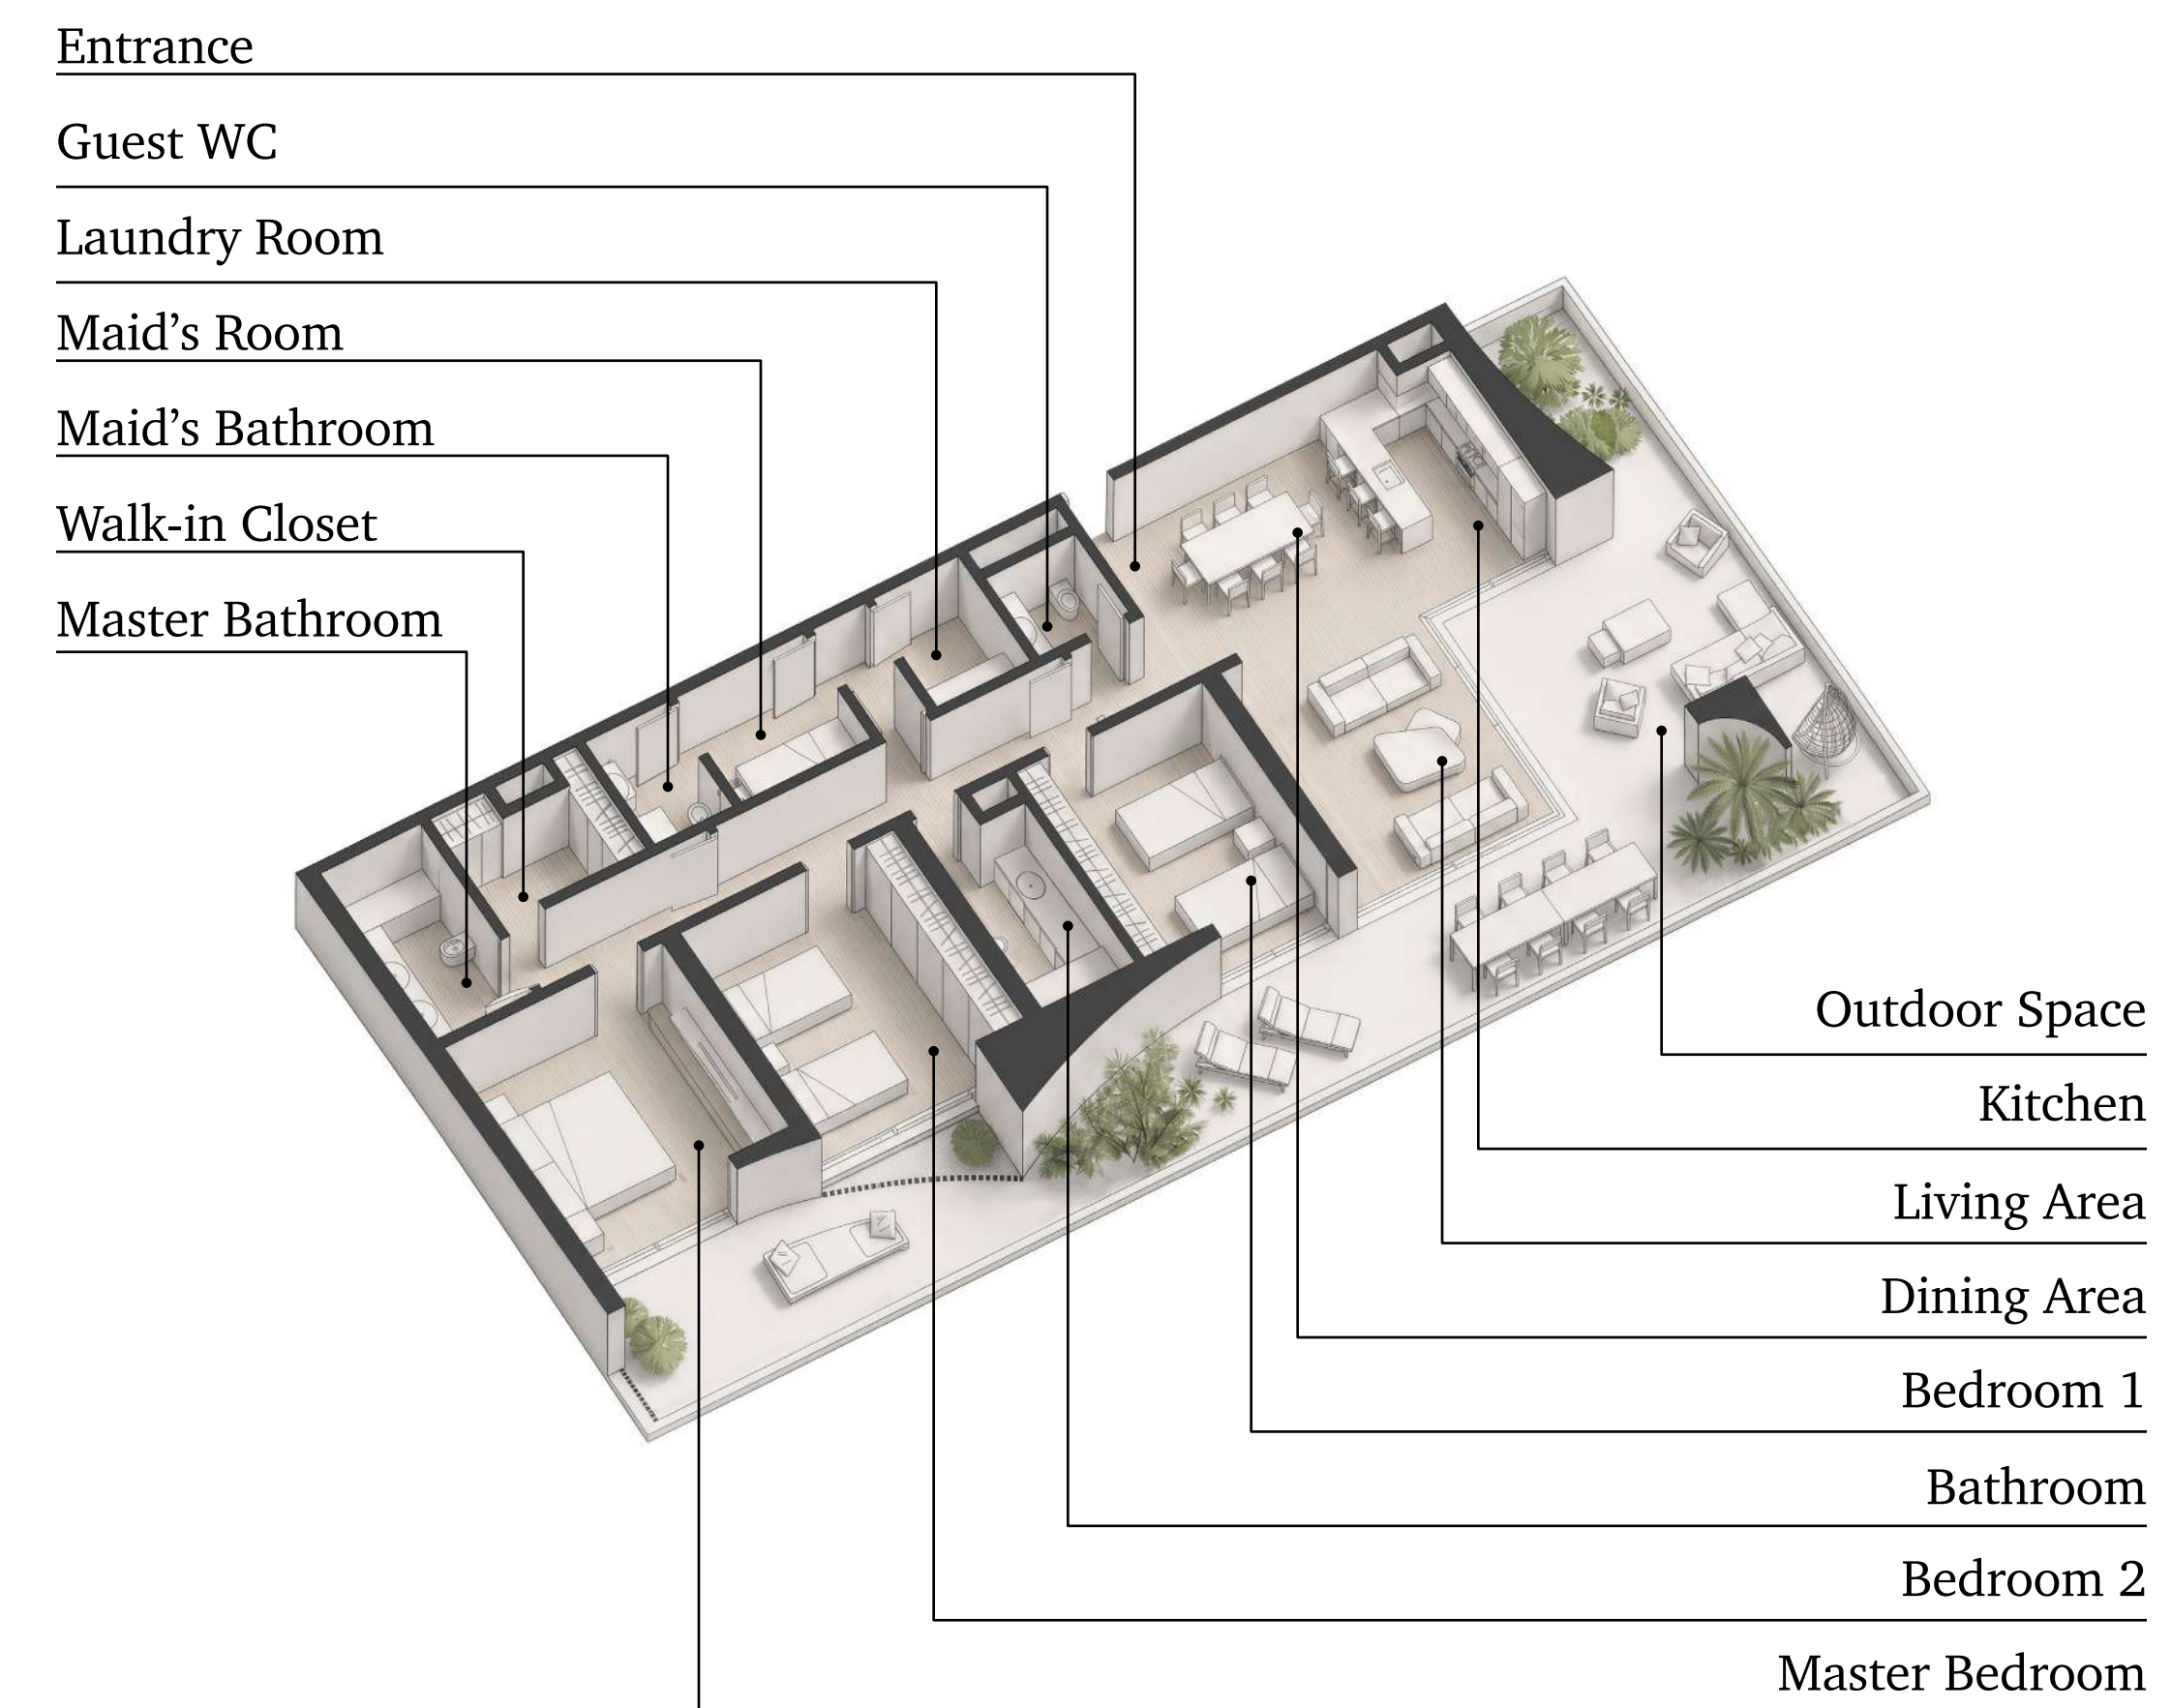 Entrance
Guest WC
Laundry Room
Maid’s Room
Maid’s Bathroom
Walk-in Closet
Master Bathroom
Outdoor Space
Kitchen
Living Area
Dining Area
Bedroom 1
Bathroom
Bedroom 2
Master Bedroom